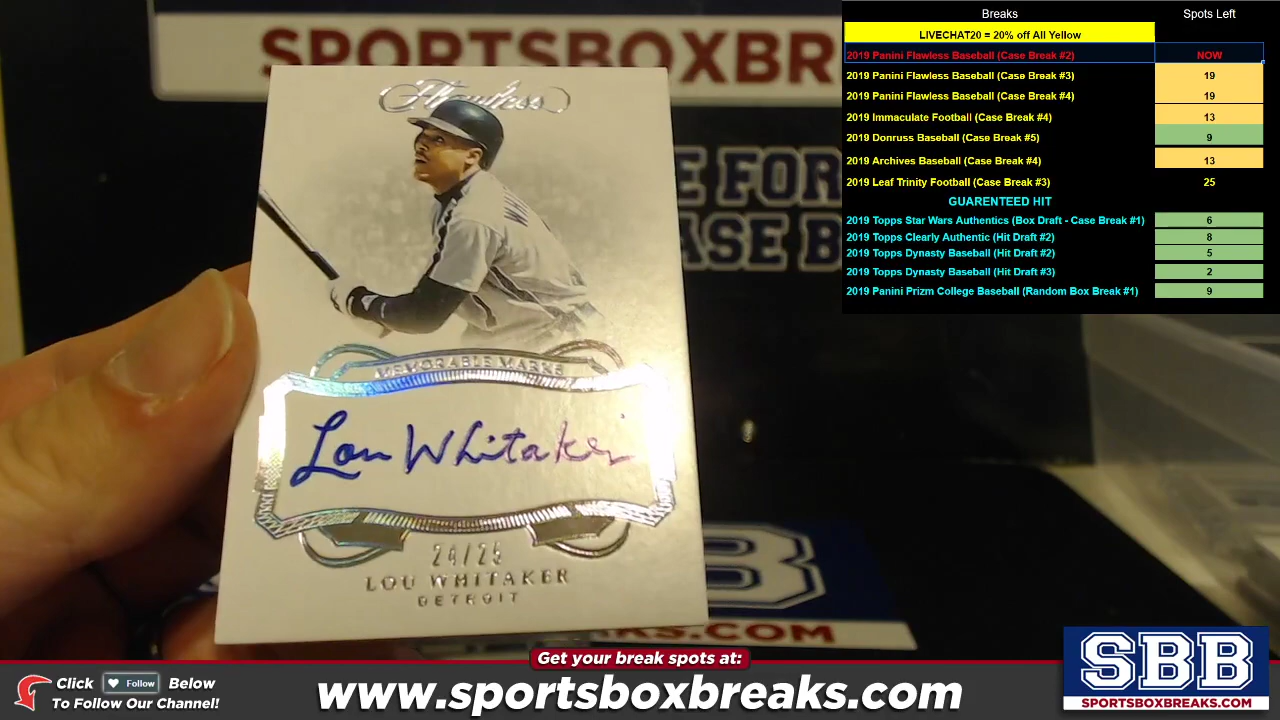 SPORTSBOXBR
Flawless
MEMORABLE MARKS
Lou Whitaker
24/25
LOU WHITAKER
DETROIT
E FOR
ASE B
B
KS.COM
Breaks Spots Left
LIVECHAT20 = 20% off All Yellow
2019 Panini Flawless Baseball (Case Break #2) NOW
2019 Panini Flawless Baseball (Case Break #3) 19
2019 Panini Flawless Baseball (Case Break #4) 19
2019 Immaculate Football (Case Break #4) 13
2019 Donruss Baseball (Case Break #5) 9
2019 Archives Baseball (Case Break #4) 13
2019 Leaf Trinity Football (Case Break #3) 25
GUARENTEED HIT
2019 Topps Star Wars Authentics (Box Draft - Case Break #1) 6
2019 Topps Clearly Authentic (Hit Draft #2) 8
2019 Topps Dynasty Baseball (Hit Draft #2) 5
2019 Topps Dynasty Baseball (Hit Draft #3) 2
2019 Panini Prizm College Baseball (Random Box Break #1) 9
Get your break spots at:
Click Follow Below
To Follow Our Channel!
www.sportsboxbreaks.com
SBB
SPORTSBOXBREAKS.COM